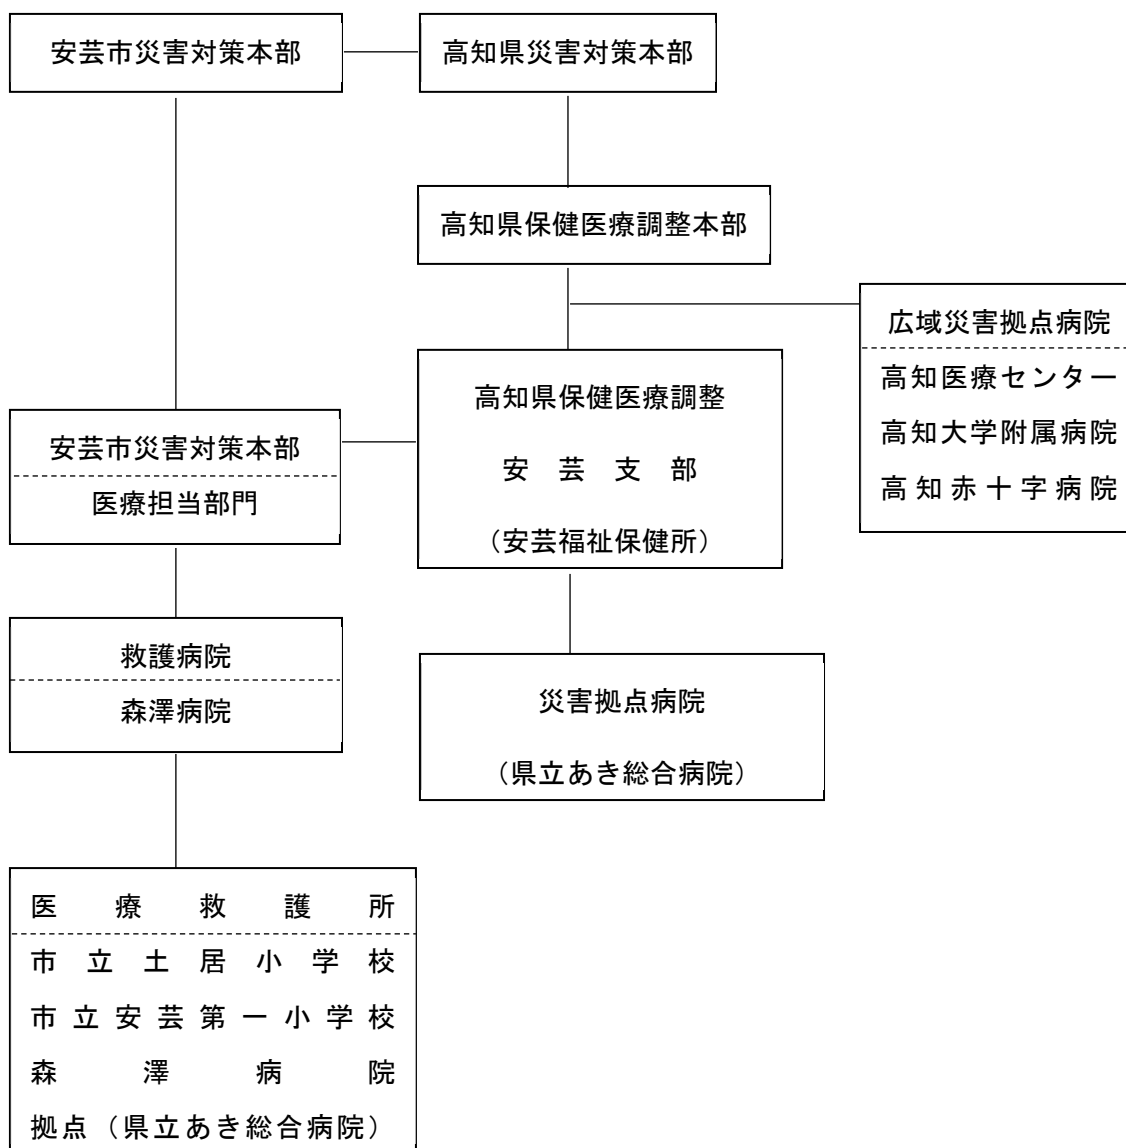 安芸市災害対策本部
高知県災害対策本部
高知県保健医療調整本部
広域災害拠点病院
高知医療センター
高知大学附属病院
高知赤十字病院
高知県保健医療調整
安芸支部
（安芸福祉保健所）
安芸市災害対策本部
医療担当部門
救護病院
森澤病院
災害拠点病院
（県立あき総合病院）
医療救護所
市立土居小学校
市立安芸第一小学校
森澤病院
拠点（県立あき総合病院）